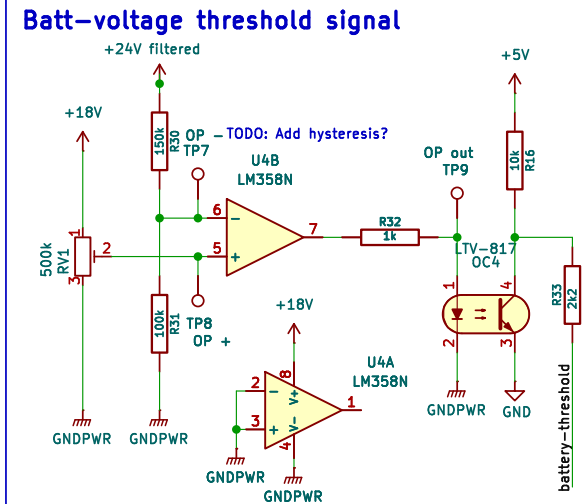 Batt-voltage threshold signal
+24V filtered
+5V
+18V
150k
R30
OP -
TP7
TODO: Add hysteresis?
U4B
LM358N
OP out
TP9
10k
R16
6
-
5
+
7
R32
1k
LTV-817
OC4
500k
RV1
1
2
3
1
4
2
3
R33
2k2
100k
R31
TP8
OP +
+18V
U4A
LM358N
8
V+
2
-
3
+
1
V-
4
GNDPWR
GNDPWR
GNDPWR
GND
GNDPWR
GNDPWR
battery-threshold